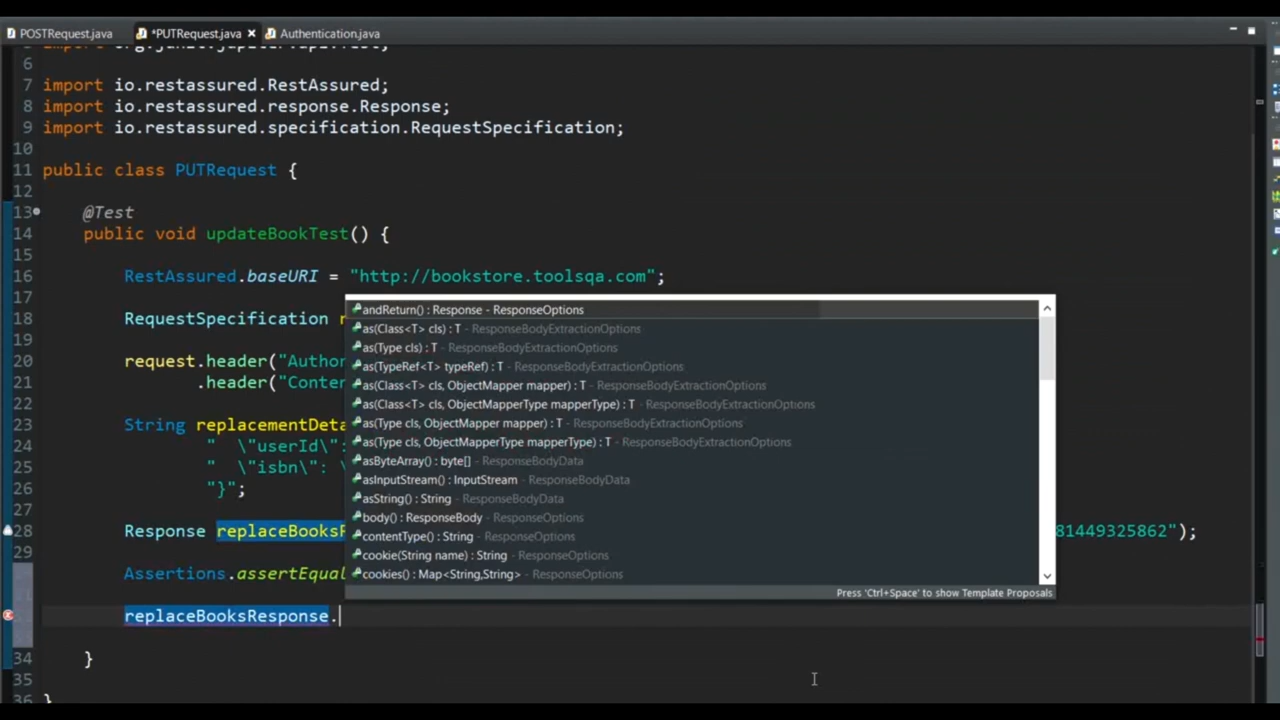 POSTRequest.java
*PUTRequest.java
Authentication.java
6
7 import io.restassured.RestAssured;
8 import io.restassured.response.Response;
9 import io.restassured.specification.RequestSpecification;
10
11 public class PUTRequest {
12
13 @Test
14 public void updateBookTest() {
15
16 RestAssured.baseURI = "http://bookstore.toolsqa.com";
17
18 RequestSpecification
19
20 request.header("Author
21 .header("Conte
22
23 String replacementDeta
24 " \"userId\":
25 " \"isbn\": \
26 "}";
27
28 Response replaceBooksR 81449325862");
29
Assertions.assertEqual
replaceBooksResponse.
34 }
35
36 }
andReturn() : Response - ResponseOptions
as(Class<T> cls) : T - ResponseBodyExtractionOptions
as(Type cls) : T - ResponseBodyExtractionOptions
as(TypeRef<T> typeRef) : T - ResponseBodyExtractionOptions
as(Class<T> cls, ObjectMapper mapper) : T - ResponseBodyExtractionOptions
as(Class<T> cls, ObjectMapperType mapperType) : T - ResponseBodyExtractionOptions
as(Type cls, ObjectMapper mapper) : T - ResponseBodyExtractionOptions
as(Type cls, ObjectMapperType mapperType) : T - ResponseBodyExtractionOptions
asByteArray() : byte[] - ResponseBodyData
asInputStream() : InputStream - ResponseBodyData
asString() : String - ResponseBodyData
body() : ResponseBody - ResponseOptions
contentType() : String - ResponseOptions
cookie(String name) : String - ResponseOptions
cookies() : Map<String,String> - ResponseOptions
Press 'Ctrl+Space' to show Template Proposals